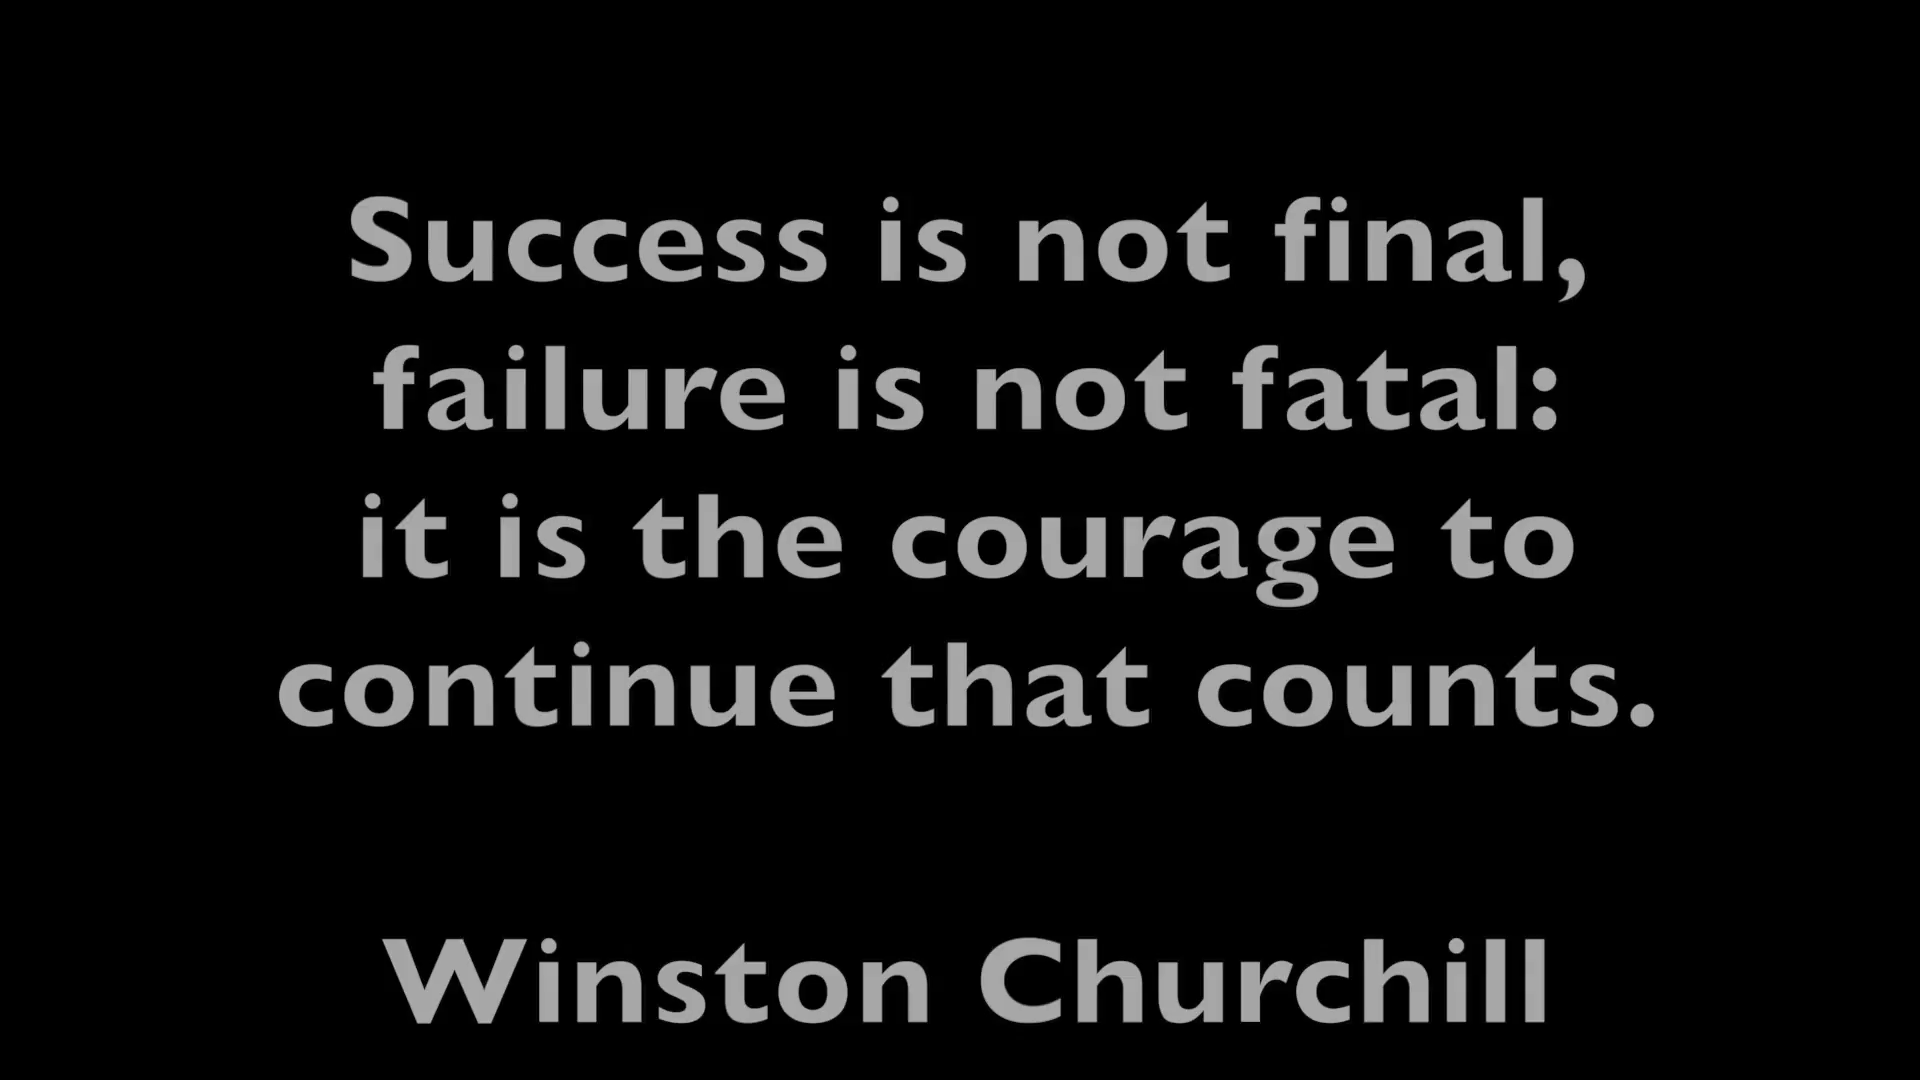 Success is not final,
failure is not fatal:
it is the courage to
continue that counts.
Winston Churchill